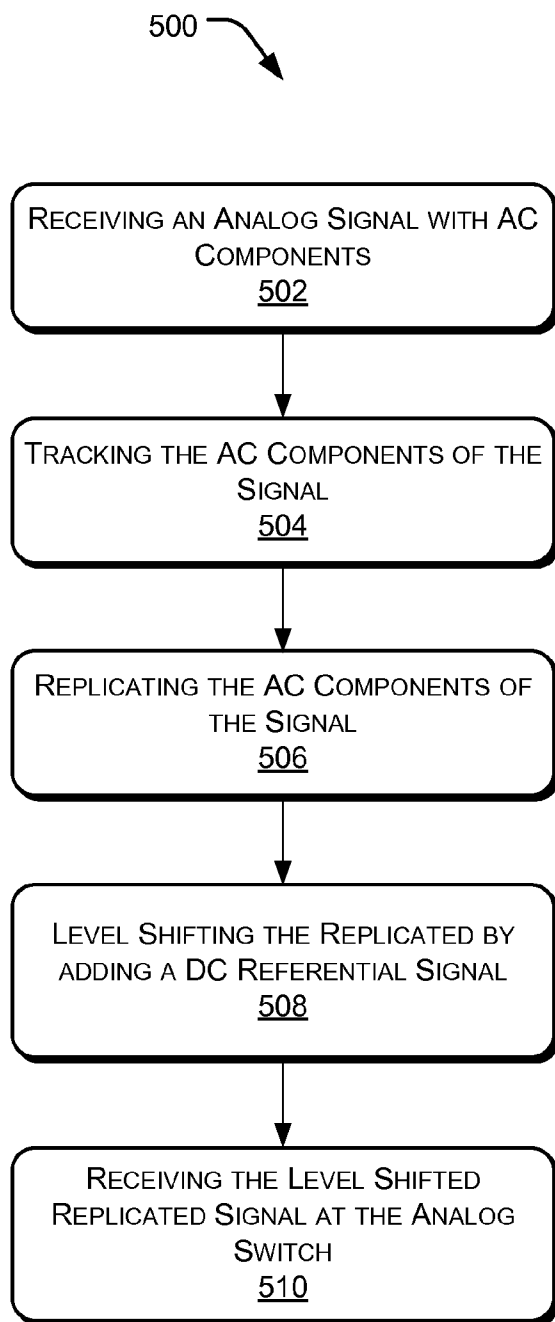 500
RECEIVING AN ANALOG SIGNAL WITH AC
COMPONENTS
502
TRACKING THE AC COMPONENTS OF THE
SIGNAL
504
REPLICATING THE AC COMPONENTS OF
THE SIGNAL
506
LEVEL SHIFTING THE REPLICATED BY
ADDING A DC REFERENTIAL SIGNAL
508
RECEIVING THE LEVEL SHIFTED
REPLICATED SIGNAL AT THE ANALOG
SWITCH
510